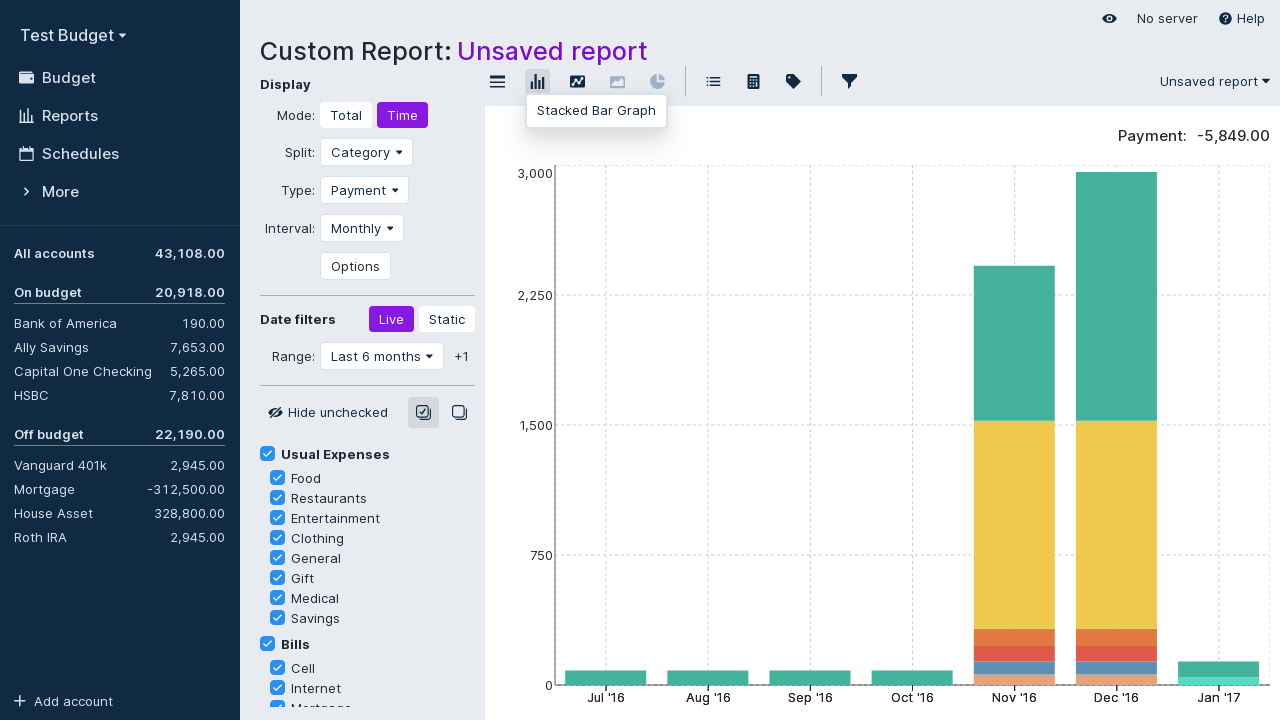 Test Budget
Budget
Reports
Schedules
More
All accounts 43,108.00
On budget 20,918.00
Bank of America 190.00
Ally Savings 7,653.00
Capital One Checking 5,265.00
HSBC 7,810.00
Off budget 22,190.00
Vanguard 401k 2,945.00
Mortgage -312,500.00
House Asset 328,800.00
Roth IRA 2,945.00
Add account
No server Help
Custom Report: Unsaved report
Display
Mode: Total Time
Split: Category
Type: Payment
Interval: Monthly
Options
Date filters Live Static
Range: Last 6 months +1
Hide unchecked
Usual Expenses
Food
Restaurants
Entertainment
Clothing
General
Gift
Medical
Savings
Bills
Cell
Internet
Mortgage
Unsaved report
Stacked Bar Graph
Payment: -5,849.00
3,000
2,250
1,500
750
0
Jul '16 Aug '16 Sep '16 Oct '16 Nov '16 Dec '16 Jan '17